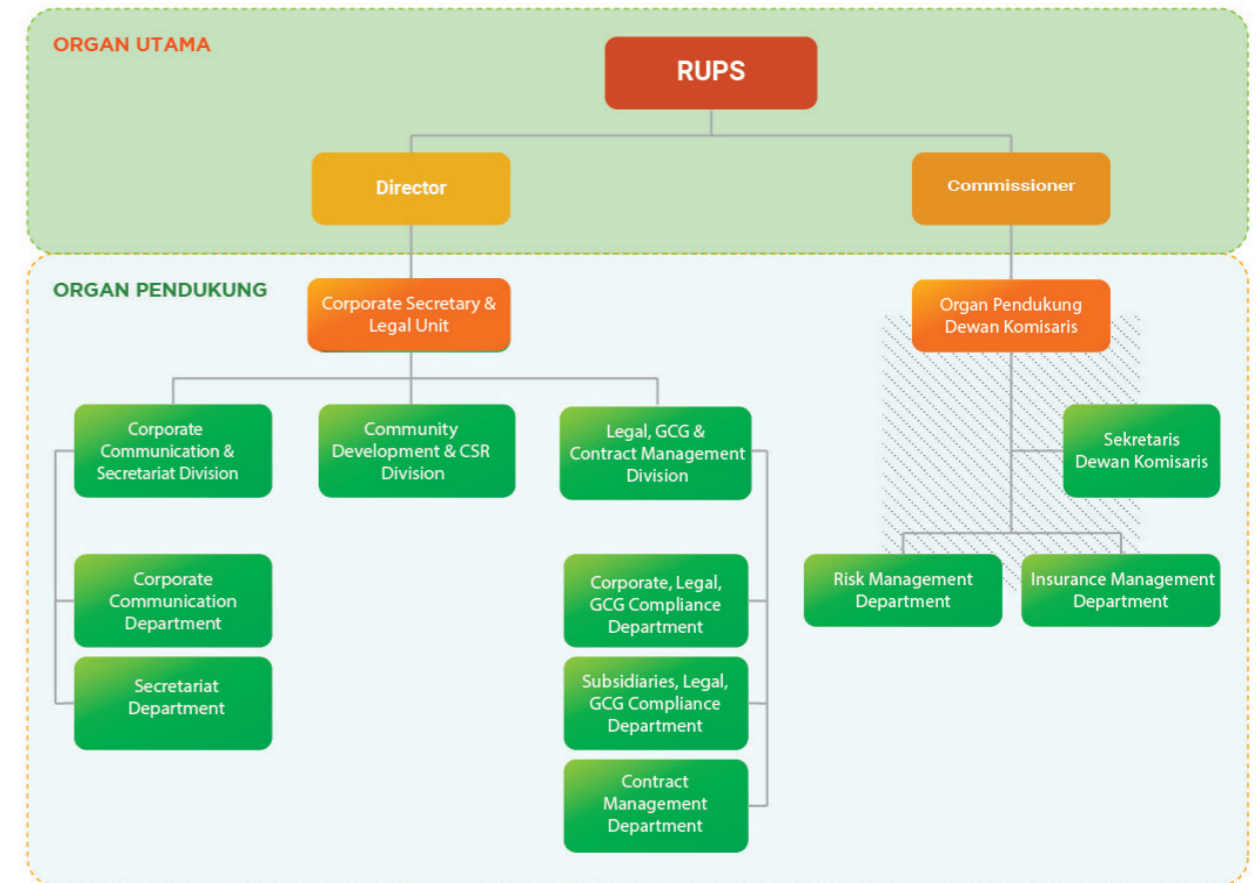 ORGAN UTAMA
RUPS
Director
Commissioner
ORGAN PENDUKUNG
Corporate Secretary &
Legal Unit
Organ Pendukung
Dewan Komisaris
Corporate
Communication &
Secretariat Division
Community
Development & CSR
Division
Legal, GCG &
Contract Management
Division
Sekretaris
Dewan Komisaris
Corporate
Communication
Department
Corporate, Legal,
GCG Compliance
Department
Risk Management
Department
Insurance Management
Department
Secretariat
Department
Subsidiaries, Legal,
GCG Compliance
Department
Contract
Management
Department